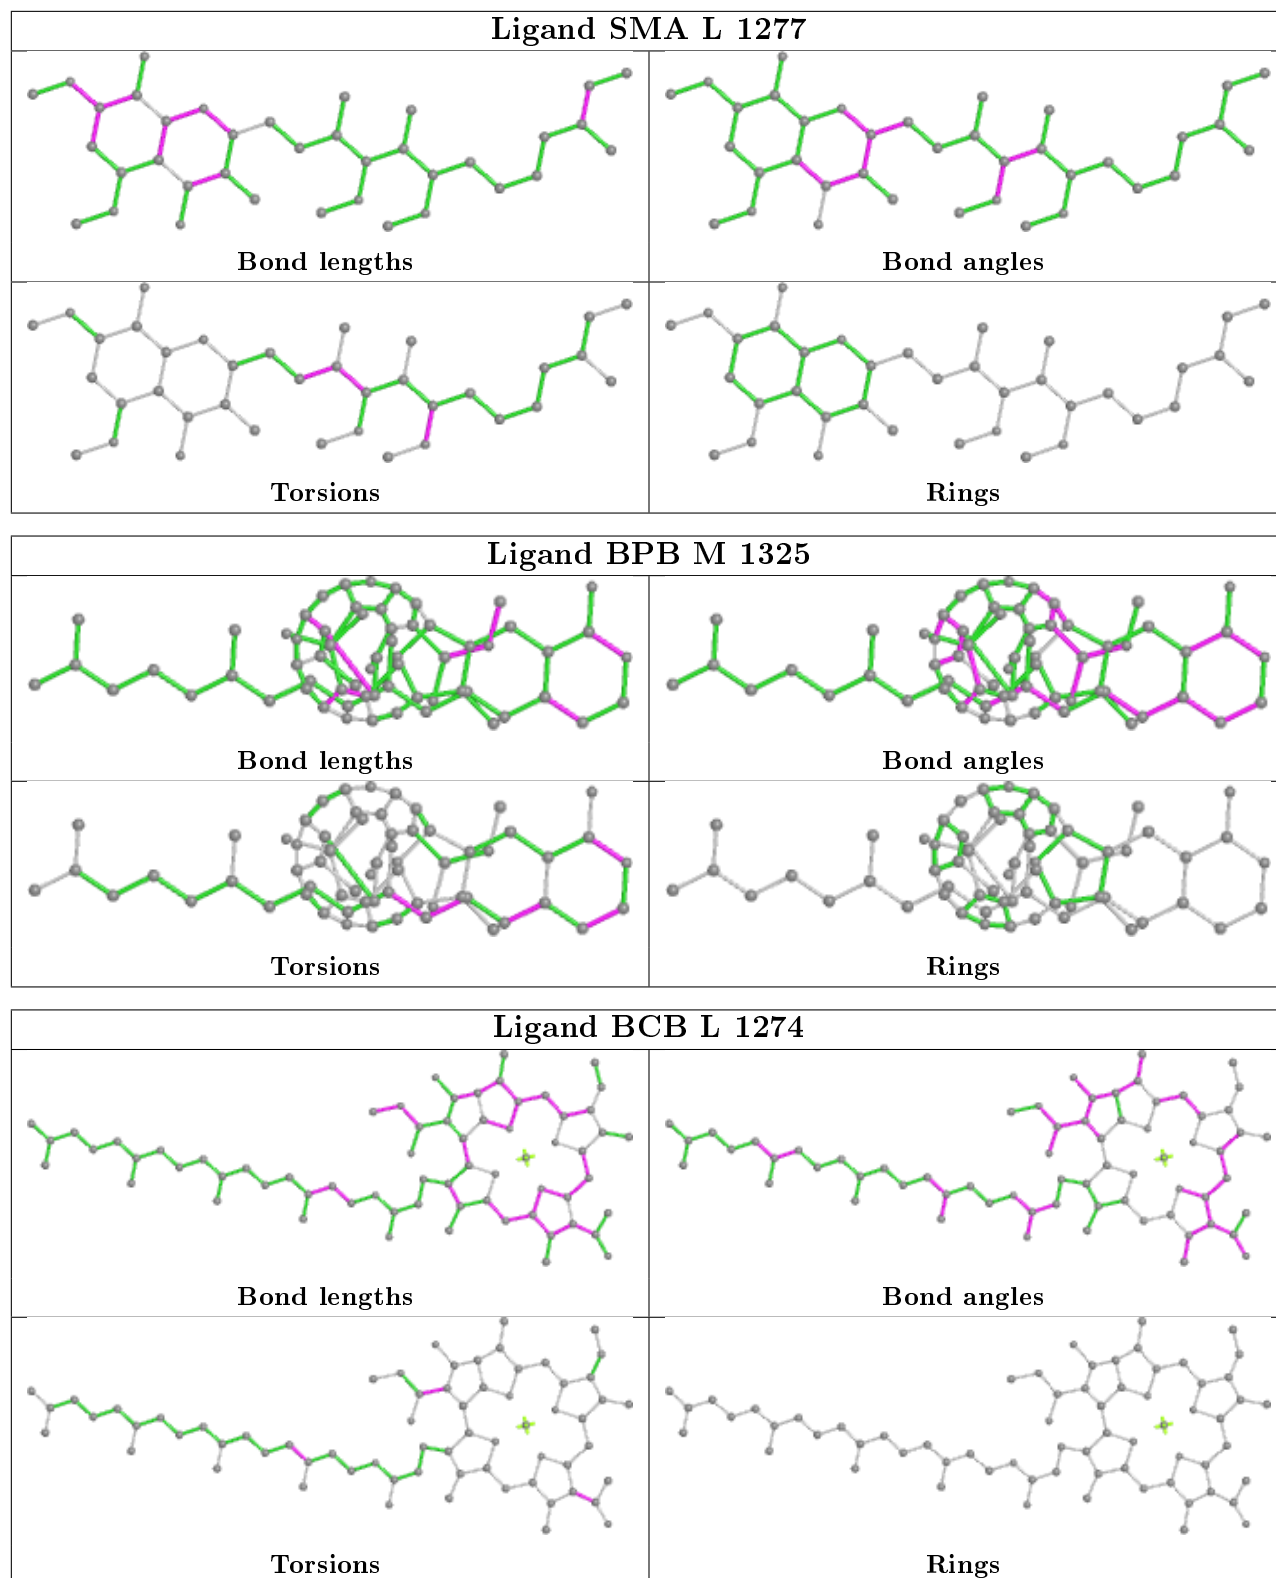 Ligand SMA L 1277
Bond lengths
Bond angles
Torsions
Rings
Ligand BPB M 1325
Bond lengths
Bond angles
Torsions
Rings
Ligand BCB L 1274
Bond lengths
Bond angles
Torsions
Rings